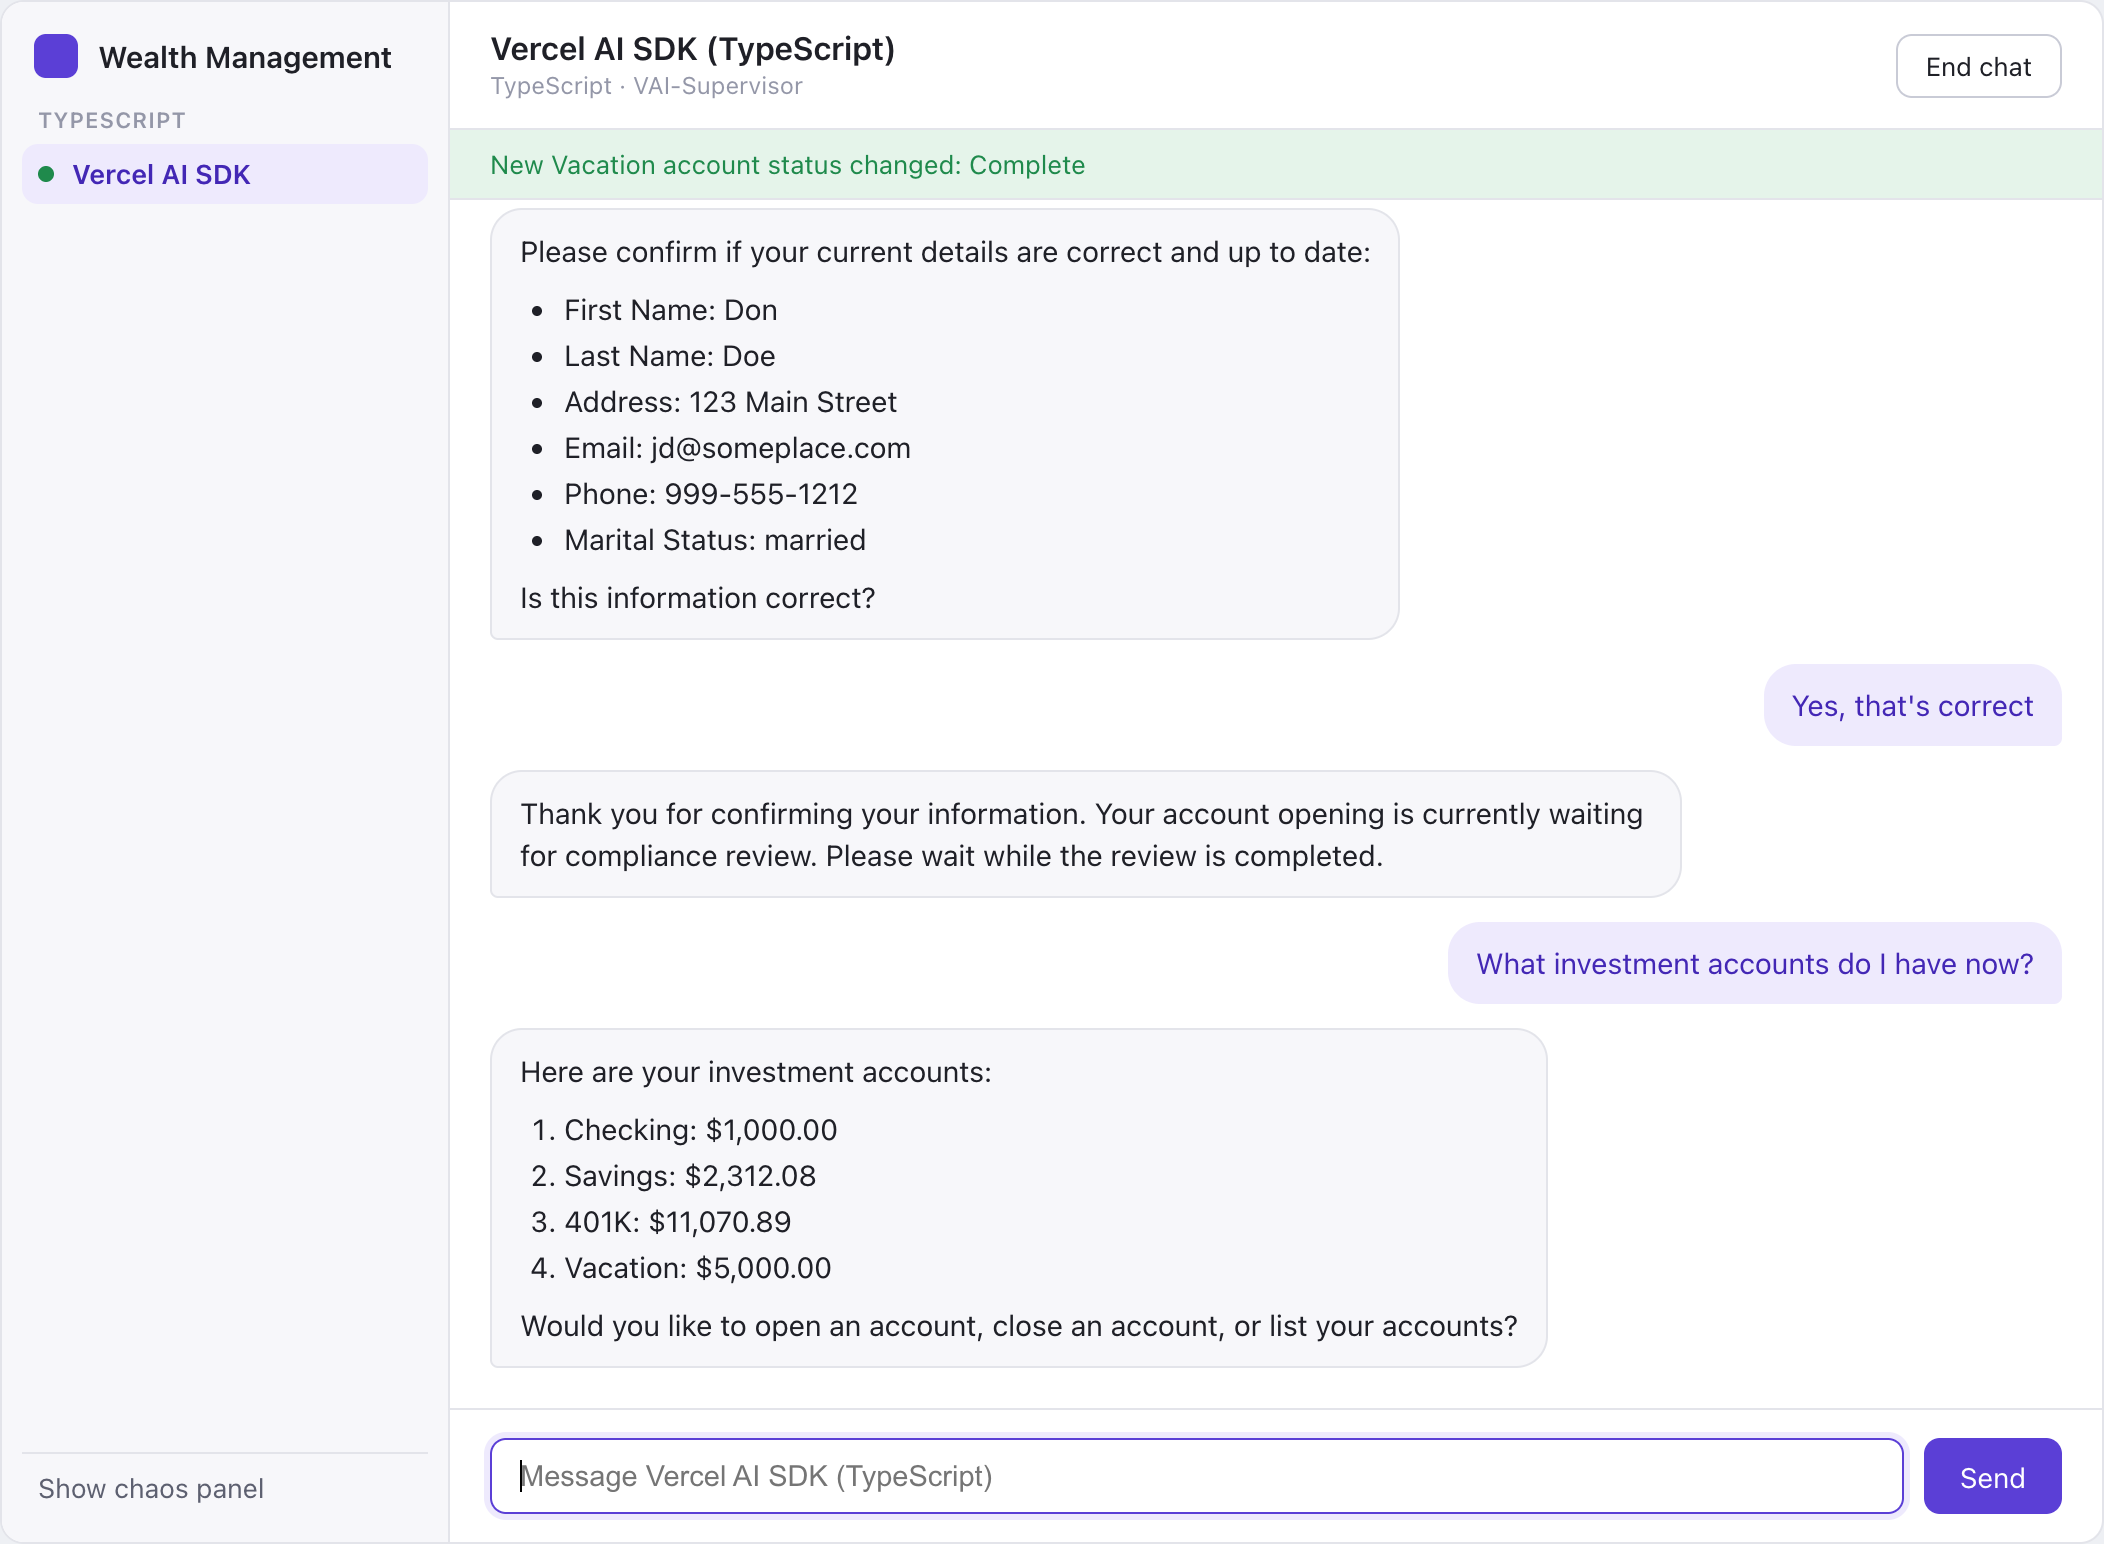 Wealth Management
TYPESCRIPT
Vercel AI SDK
Show chaos panel
Vercel AI SDK (TypeScript)
TypeScript · VAI-Supervisor
End chat
New Vacation account status changed: Complete
Please confirm if your current details are correct and up to date:
• First Name: Don
• Last Name: Doe
• Address: 123 Main Street
• Email: jd@someplace.com
• Phone: 999-555-1212
• Marital Status: married
Is this information correct?
Yes, that's correct
Thank you for confirming your information. Your account opening is currently waiting
for compliance review. Please wait while the review is completed.
What investment accounts do I have now?
Here are your investment accounts:
1. Checking: $1,000.00
2. Savings: $2,312.08
3. 401K: $11,070.89
4. Vacation: $5,000.00
Would you like to open an account, close an account, or list your accounts?
Message Vercel AI SDK (TypeScript)
Send